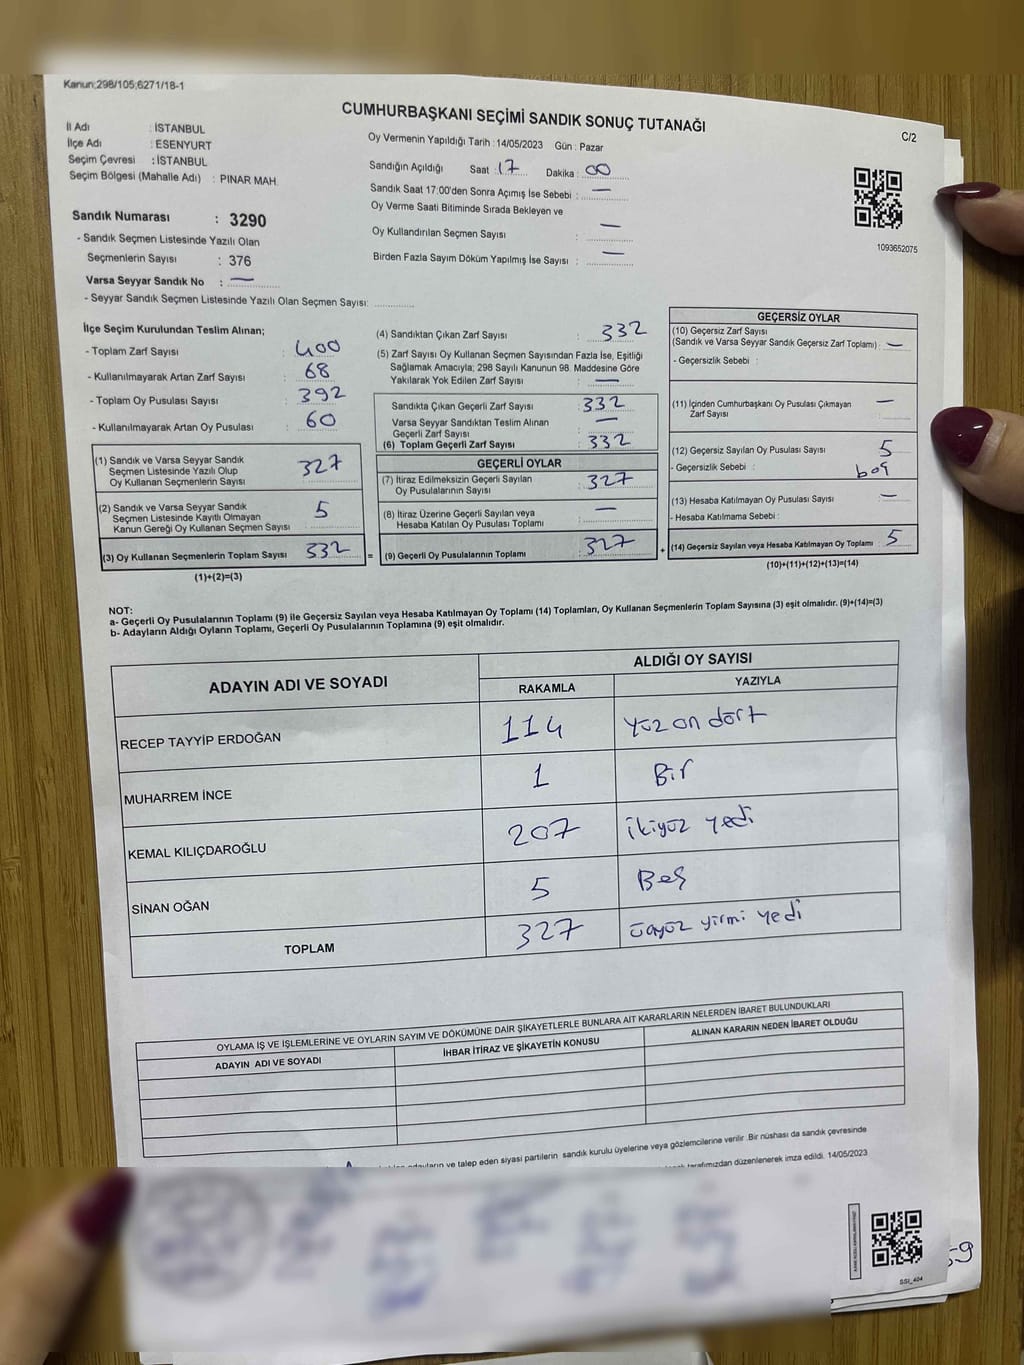 Kanun;298/105;6271/18-1
CUMHURBAŞKANI SEÇİMİ SANDIK SONUÇ TUTANAĞI
C/2
İl Adı : İSTANBUL
İlçe Adı : ESENYURT
Seçim Çevresi : İSTANBUL
Seçim Bölgesi (Mahalle Adı) : PINAR MAH.
Oy Vermenin Yapıldığı Tarih : 14/05/2023 Gün : Pazar
Sandığın Açıldığı Saat : 17 Dakika : 00
Sandık Saat 17:00'den Sonra Açımış İse Sebebi : —
Oy Verme Saati Bitiminde Sırada Bekleyen ve
Oy Kullandırılan Seçmen Sayısı : —
Birden Fazla Sayım Döküm Yapılmış İse Sayısı : —
1093652075
Sandık Numarası : 3290
- Sandık Seçmen Listesinde Yazılı Olan
Seçmenlerin Sayısı : 376
Varsa Seyyar Sandık No : —
- Seyyar Sandık Seçmen Listesinde Yazılı Olan Seçmen Sayısı:
İlçe Seçim Kurulundan Teslim Alınan;
- Toplam Zarf Sayısı : 400
- Kullanılmayarak Artan Zarf Sayısı : 68
- Toplam Oy Pusulası Sayısı : 392
- Kullanılmayarak Artan Oy Pusulası : 60
(1) Sandık ve Varsa Seyyar Sandık
Seçmen Listesinde Yazılı Olup
Oy Kullanan Seçmenlerin Sayısı 327
(2) Sandık ve Varsa Seyyar Sandık
Seçmen Listesinde Kayıtlı Olmayan
Kanun Gereği Oy Kullanan Seçmen Sayısı 5
(3) Oy Kullanan Seçmenlerin Toplam Sayısı 332 =
(1)+(2)=(3)
(4) Sandıktan Çıkan Zarf Sayısı : 332
(5) Zarf Sayısı Oy Kullanan Seçmen Sayısından Fazla İse, Eşitliği
Sağlamak Amacıyla; 298 Sayılı Kanunun 98. Maddesine Göre
Yakılarak Yok Edilen Zarf Sayısı : —
Sandıkta Çıkan Geçerli Zarf Sayısı : 332
Varsa Seyyar Sandıktan Teslim Alınan
Geçerli Zarf Sayısı : —
(6) Toplam Geçerli Zarf Sayısı : 332
GEÇERLİ OYLAR
(7) İtiraz Edilmeksizin Geçerli Sayılan
Oy Pusulalarının Sayısı : 327
(8) İtiraz Üzerine Geçerli Sayılan veya
Hesaba Katılan Oy Pusulası Toplamı : —
(9) Geçerli Oy Pusulalarının Toplamı : 327 +
GEÇERSİZ OYLAR
(10) Geçersiz Zarf Sayısı
(Sandık ve Varsa Seyyar Sandık Geçersiz Zarf Toplamı) : —
- Geçersizlik Sebebi :
(11) İçinden Cumhurbaşkanı Oy Pusulası Çıkmayan
Zarf Sayısı : —
(12) Geçersiz Sayılan Oy Pusulası Sayısı : 5
- Geçersizlik Sebebi : boş
(13) Hesaba Katılmayan Oy Pusulası Sayısı : —
- Hesaba Katılmama Sebebi :
(14) Geçersiz Sayılan veya Hesaba Katılmayan Oy Toplamı : 5
(10)+(11)+(12)+(13)=(14)
NOT:
a- Geçerli Oy Pusulalarının Toplamı (9) ile Geçersiz Sayılan veya Hesaba Katılmayan Oy Toplamı (14) Toplamları, Oy Kullanan Seçmenlerin Toplam Sayısına (3) eşit olmalıdır. (9)+(14)=(3)
b- Adayların Aldığı Oyların Toplamı, Geçerli Oy Pusulalarının Toplamına (9) eşit olmalıdır.
ADAYIN ADI VE SOYADI
ALDIĞI OY SAYISI
RAKAMLA YAZIYLA
RECEP TAYYİP ERDOĞAN 114 yüz on dört
MUHARREM İNCE 1 Bir
KEMAL KILIÇDAROĞLU 207 ikiyüz yedi
SİNAN OĞAN 5 Beş
TOPLAM 327 üçyüz yirmi yedi
OYLAMA İŞ VE İŞLEMLERİNE VE OYLARIN SAYIM VE DÖKÜMÜNE DAİR ŞİKAYETLERLE BUNLARA AİT KARARLARIN NELERDEN İBARET BULUNDUKLARI
ADAYIN ADI VE SOYADI İHBAR İTİRAZ VE ŞİKAYETİN KONUSU ALINAN KARARIN NEDEN İBARET OLDUĞU
adayların ve talep eden siyasi partilerin sandık kurulu üyelerine veya gözlemcilerine verilir .Bir nüshası da sandık çevresinde
tarafımızdan düzenlenerek imza edildi. 14/05/2023
SSI_404
59